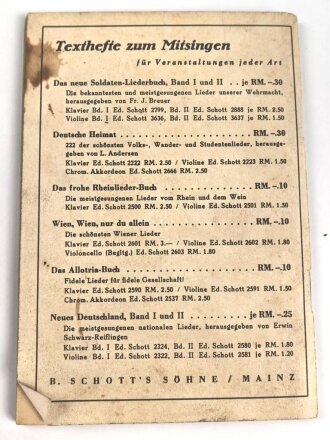 Texthefte zum Mitsingen
für Veranstaltungen jeder Art
Das neue Soldaten-Liederbuch, Band I und II . . je RM. –.30
Die bekanntesten und meistgesungenen Lieder unserer Wehrmacht,
herausgegeben von Fr. J. Breuer
Klavier Bd. I Ed. Schott 2799, Bd. II Ed. Schott 2888 je RM. 2.50
Violine Bd. I Ed. Schott 3636, Bd. II Ed. Schott 3637 je RM. 1.50
Deutsche Heimat . . . . . . . . . . . . . . RM. –.30
222 der schönsten Volks-, Wander- und Studentenlieder, herausge-
geben von L. Andersen
Klavier Ed. Schott 2222 RM. 2.50 / Violine Ed. Schott 2223 RM. 1.50
Chrom. Akkordeon Ed. Schott 2666 RM. 2.50
Das frohe Rheinlieder-Buch . . . . . . . . . . RM. –.10
Die meistgesungenen Lieder vom Rhein und dem Wein
Klavier Ed. Schott 2500 RM. 2.50 / Violine Ed. Schott 2501 RM. 1.50
Wien, Wien, nur du allein . . . . . . . . . . . RM. –.10
Die schönsten Wiener Lieder
Klavier Ed. Schott 2601 RM. 3.— / Violine Ed. Schott 2602 RM. 1.80
Violoncello (Begltg.) Ed. Schott 2603 RM. 1.80
Das Allotria-Buch . . . . . . . . . . . . . . RM. –.10
Fidele Lieder für fidele Gesellschaft!
Klavier Ed. Schott 2590 RM. 2.50 / Violine Ed. Schott 2591 RM. 1.50
Chrom. Akkordeon Ed. Schott 2537 RM. 2.50
Neues Deutschland, Band I und II . . . . . . . je RM. –.25
Die meistgesungenen nationalen Lieder, herausgegeben von Erwin
Schwarz-Reiflingen
Klavier Bd. I Ed. Schott 2324, Bd. II Ed. Schott 2580 je RM. 1.80
Violine Bd. I Ed. Schott 2322, Bd. II Ed. Schott 2581 je RM. 1.20
B. SCHOTT'S SÖHNE / MAINZ